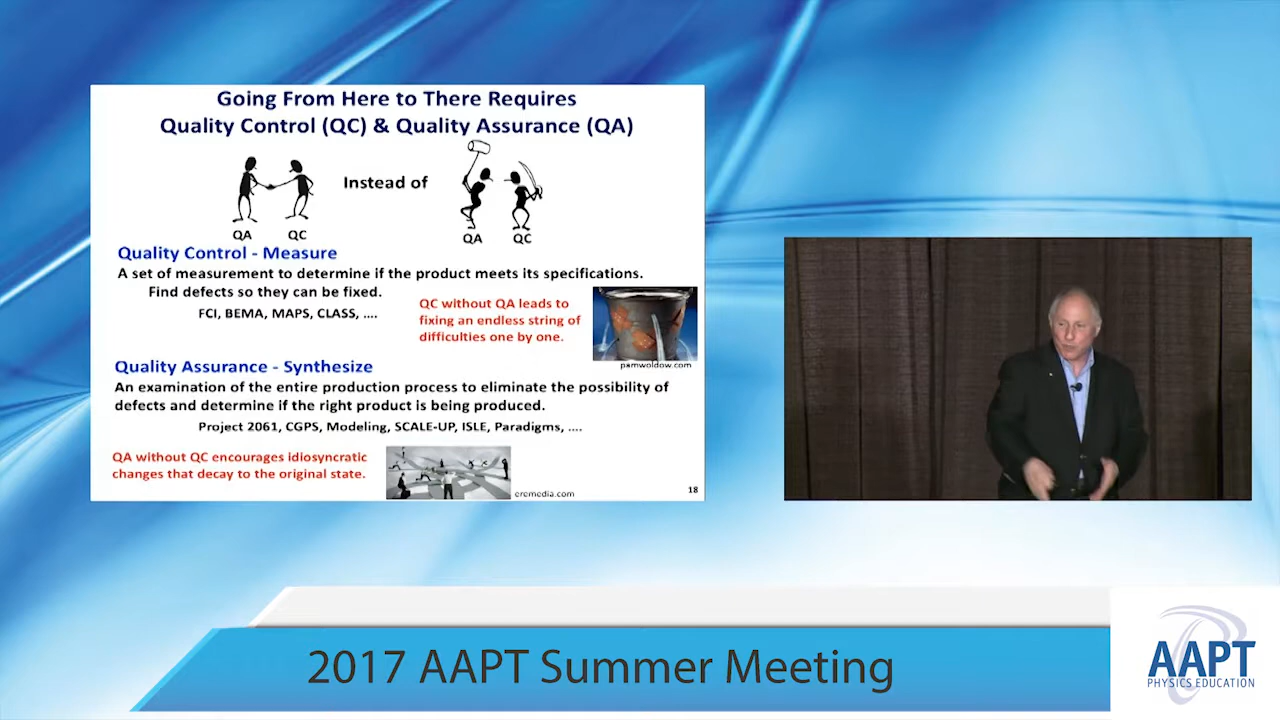 Going From Here to There Requires
Quality Control (QC) & Quality Assurance (QA)
Instead of
QA QC
QA QC
Quality Control - Measure
A set of measurement to determine if the product meets its specifications.
Find defects so they can be fixed.
FCI, BEMA, MAPS, CLASS, ....
QC without QA leads to
fixing an endless string of
difficulties one by one.
pamwoldow.com
Quality Assurance - Synthesize
An examination of the entire production process to eliminate the possibility of
defects and determine if the right product is being produced.
Project 2061, CGPS, Modeling, SCALE-UP, ISLE, Paradigms, ....
QA without QC encourages idiosyncratic
changes that decay to the original state.
eremedia.com
18
2017 AAPT Summer Meeting
AAPT
PHYSICS EDUCATION